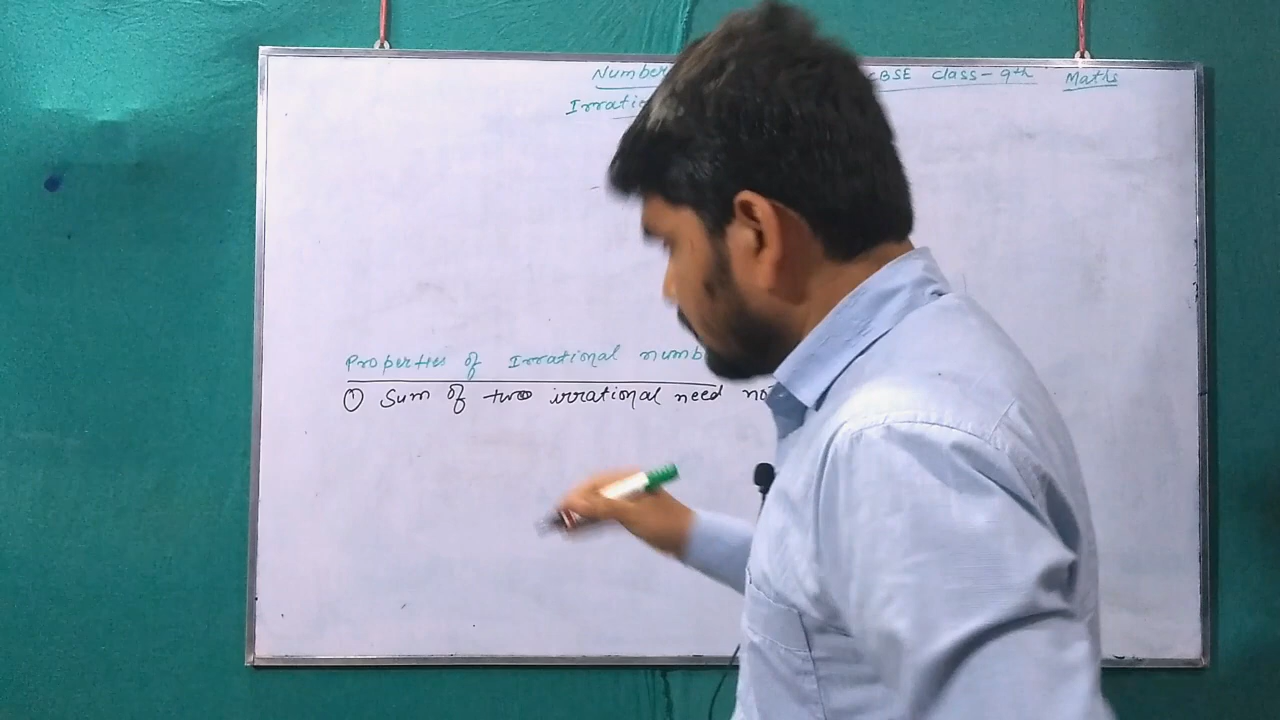 Number CBSE Class-9th Maths
Irratio
Properties of Irrational numb
① Sum of two irrational need no